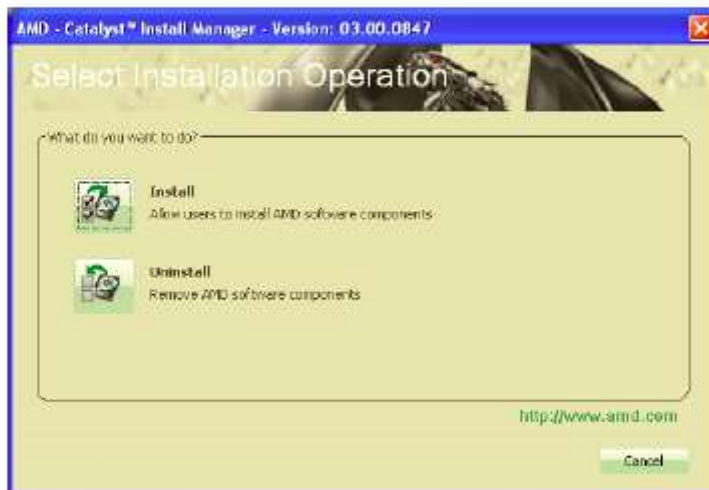 AMD - Catalyst™ Install Manager - Version: 03.00.0847
Select Installation Operation
What do you want to do?
Install
Allow users to install AMD software components
Uninstall
Remove AMD software components
http://www.amd.com
Cancel